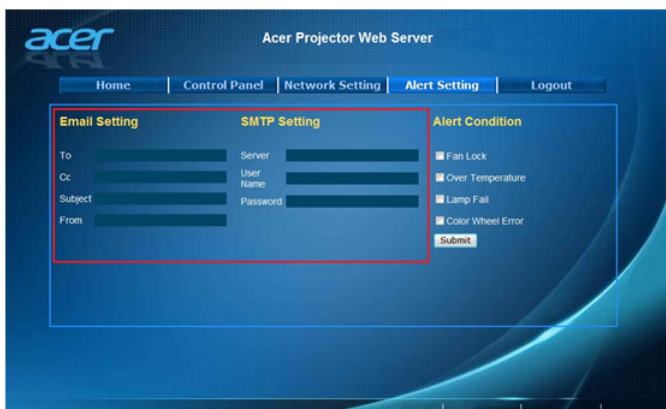 acer
Acer Projector Web Server
Home Control Panel Network Setting Alert Setting Logout
Email Setting
To
Cc
Subject
From
SMTP Setting
Server
User
Name
Password
Alert Condition
Fan Lock
Over Temperature
Lamp Fail
Color Wheel Error
Submit